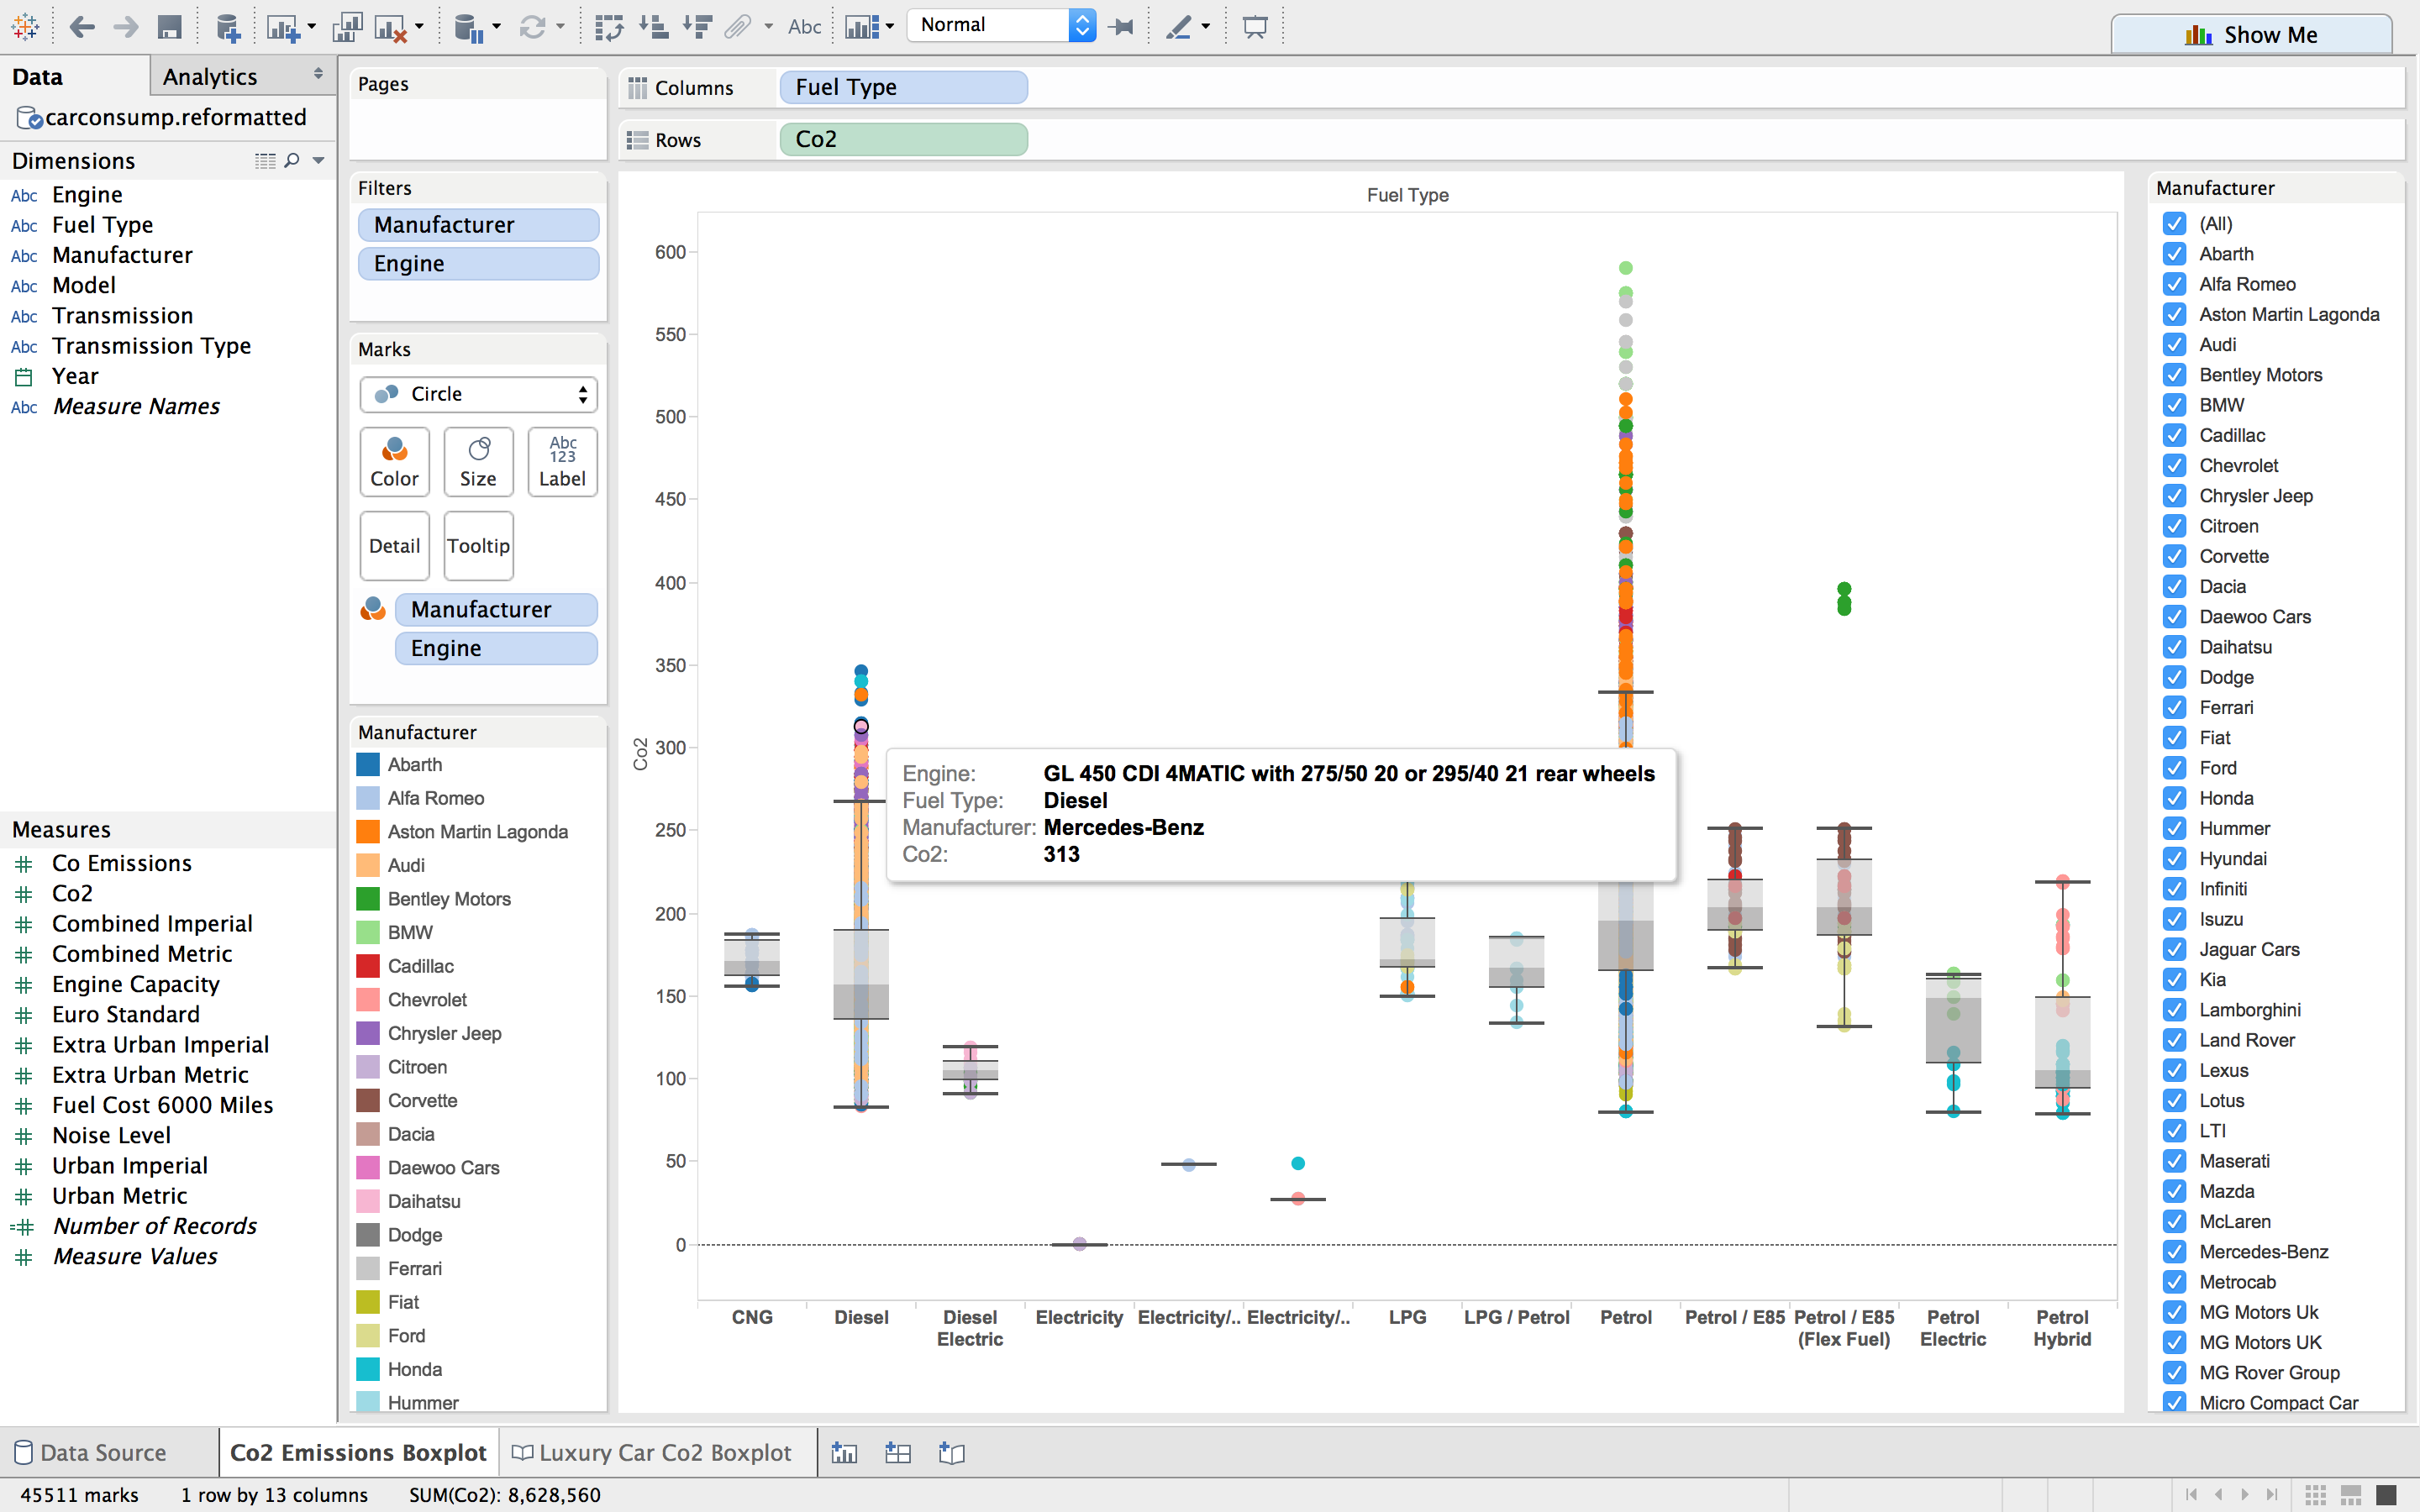 Abc
Normal
Show Me
Data
Analytics
carconsump.reformatted
Dimensions
Abc Engine
Abc Fuel Type
Abc Manufacturer
Abc Model
Abc Transmission
Abc Transmission Type
Year
Abc Measure Names
Measures
Co Emissions
Co2
Combined Imperial
Combined Metric
Engine Capacity
Euro Standard
Extra Urban Imperial
Extra Urban Metric
Fuel Cost 6000 Miles
Noise Level
Urban Imperial
Urban Metric
Number of Records
Measure Values
Pages
Filters
Manufacturer
Engine
Marks
Circle
Color
Size
Abc
123
Label
Detail
Tooltip
Manufacturer
Engine
Manufacturer
Abarth
Alfa Romeo
Aston Martin Lagonda
Audi
Bentley Motors
BMW
Cadillac
Chevrolet
Chrysler Jeep
Citroen
Corvette
Dacia
Daewoo Cars
Daihatsu
Dodge
Ferrari
Fiat
Ford
Honda
Hummer
Columns
Fuel Type
Rows
Co2
Fuel Type
Co2
600
550
500
450
400
350
300
250
200
150
100
50
0
Engine: GL 450 CDI 4MATIC with 275/50 20 or 295/40 21 rear wheels
Fuel Type: Diesel
Manufacturer: Mercedes-Benz
Co2: 313
CNG
Diesel
Diesel
Electric
Electricity
Electricity/..
Electricity/..
LPG
LPG / Petrol
Petrol
Petrol / E85
Petrol / E85
(Flex Fuel)
Petrol
Electric
Petrol
Hybrid
Manufacturer
(All)
Abarth
Alfa Romeo
Aston Martin Lagonda
Audi
Bentley Motors
BMW
Cadillac
Chevrolet
Chrysler Jeep
Citroen
Corvette
Dacia
Daewoo Cars
Daihatsu
Dodge
Ferrari
Fiat
Ford
Honda
Hummer
Hyundai
Infiniti
Isuzu
Jaguar Cars
Kia
Lamborghini
Land Rover
Lexus
Lotus
LTI
Maserati
Mazda
McLaren
Mercedes-Benz
Metrocab
MG Motors Uk
MG Motors UK
MG Rover Group
Micro Compact Car
Data Source
Co2 Emissions Boxplot
Luxury Car Co2 Boxplot
45511 marks
1 row by 13 columns
SUM(Co2): 8,628,560